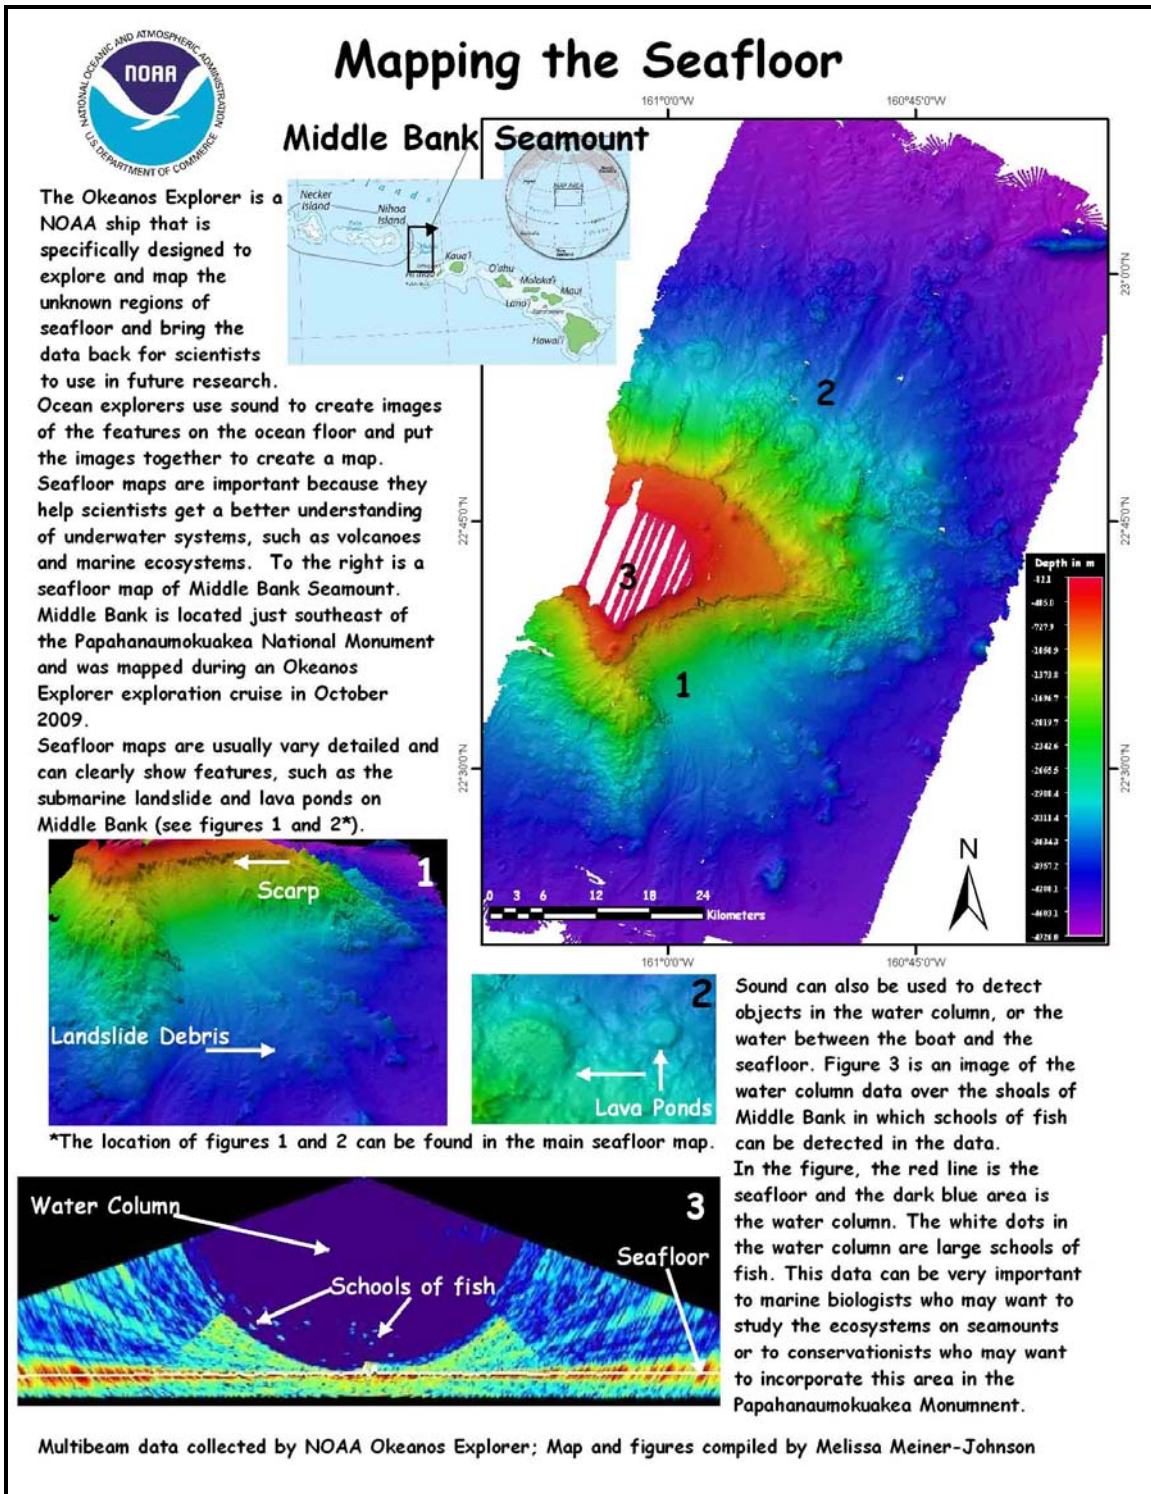 NATIONAL OCEANIC AND ATMOSPHERIC ADMINISTRATION
NOAA
U.S. DEPARTMENT OF COMMERCE
Mapping the Seafloor
Middle Bank Seamount
The Okeanos Explorer is a
NOAA ship that is
specifically designed to
explore and map the
unknown regions of
seafloor and bring the
data back for scientists
to use in future research.
Ocean explorers use sound to create images
of the features on the ocean floor and put
the images together to create a map.
Seafloor maps are important because they
help scientists get a better understanding
of underwater systems, such as volcanoes
and marine ecosystems. To the right is a
seafloor map of Middle Bank Seamount.
Middle Bank is located just southeast of
the Papahanaumokuakea National Monument
and was mapped during an Okeanos
Explorer exploration cruise in October
2009.
Seafloor maps are usually vary detailed and
can clearly show features, such as the
submarine landslide and lava ponds on
Middle Bank (see figures 1 and 2*).
Necker
Island
Nihoa
Island
Kaua'i
O'ahu
Moloka'i
Lana'i
Maui
Hawai'i
MAP AREA
161°0'0"W
160°45'0"W
23°0'0"N
22°45'0"N
22°45'0"N
22°30'0"N
22°30'0"N
161°0'0"W
160°45'0"W
2
3
1
Depth in m
N
0 3 6 12 18 24
Kilometers
1
Scarp
Landslide Debris
2
Lava Ponds
*The location of figures 1 and 2 can be found in the main seafloor map.
Sound can also be used to detect
objects in the water column, or the
water between the boat and the
seafloor. Figure 3 is an image of the
water column data over the shoals of
Middle Bank in which schools of fish
can be detected in the data.
In the figure, the red line is the
seafloor and the dark blue area is
the water column. The white dots in
the water column are large schools of
fish. This data can be very important
to marine biologists who may want to
study the ecosystems on seamounts
or to conservationists who may want
to incorporate this area in the
Papahanaumokuakea Monumnent.
3
Water Column
Schools of fish
Seafloor
Multibeam data collected by NOAA Okeanos Explorer; Map and figures compiled by Melissa Meiner-Johnson